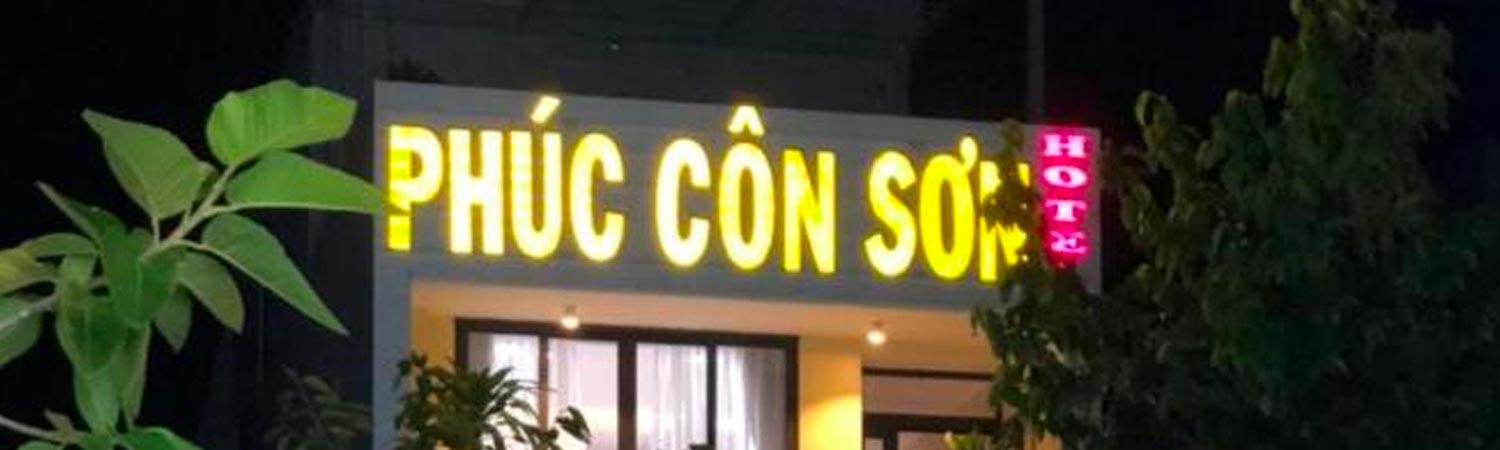 PHÚC CÔN SƠN
HOTE